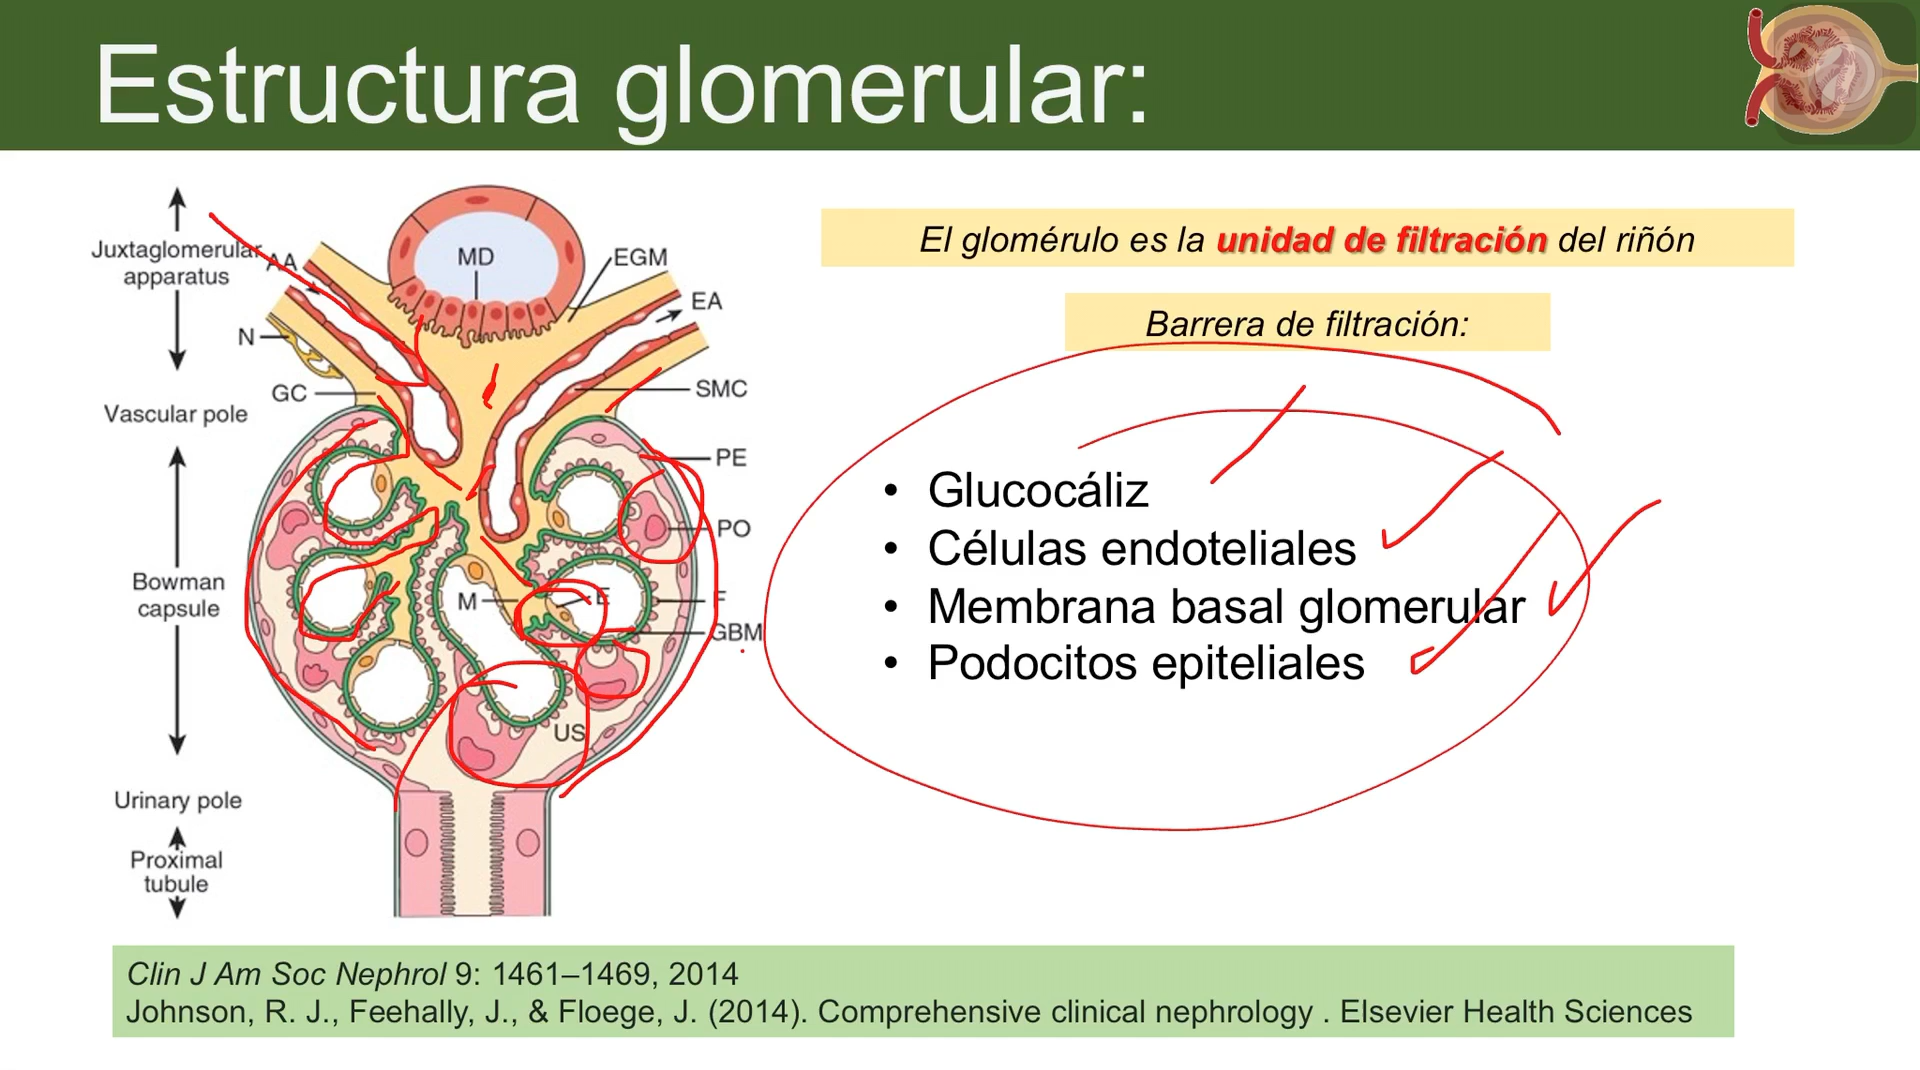 Estructura glomerular:
Juxtaglomerular
apparatus
AA
MD
EGM
EA
N
GC
SMC
Vascular pole
PE
PO
Bowman
capsule
M
E
F
GBM
US
Urinary pole
Proximal
tubule
El glomérulo es la unidad de filtración del riñón
Barrera de filtración:
• Glucocáliz
• Células endoteliales
• Membrana basal glomerular
• Podocitos epiteliales
Clin J Am Soc Nephrol 9: 1461–1469, 2014
Johnson, R. J., Feehally, J., & Floege, J. (2014). Comprehensive clinical nephrology . Elsevier Health Sciences